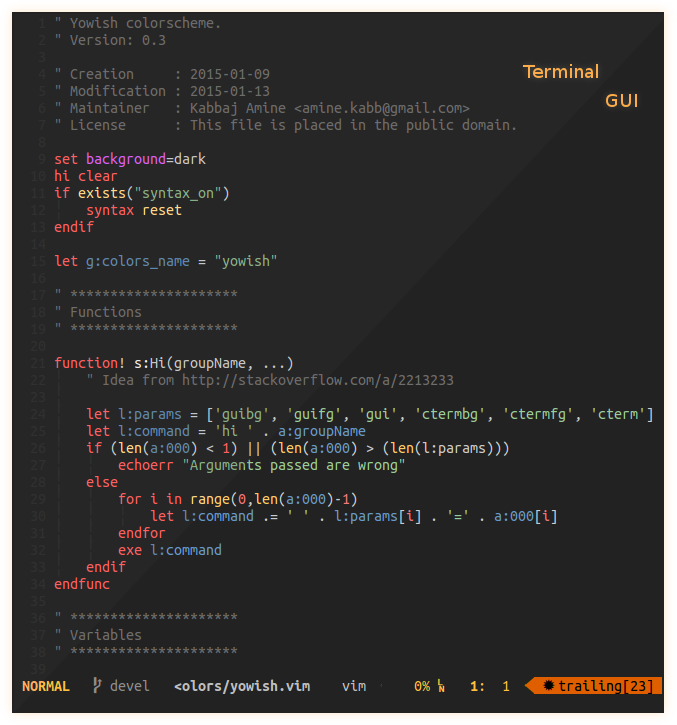 1 " Yowish colorscheme.
2 " Version: 0.3
3
4 " Creation     : 2015-01-09
5 " Modification : 2015-01-13
6 " Maintainer   : Kabbaj Amine <amine.kabb@gmail.com>
7 " License      : This file is placed in the public domain.
Terminal
GUI
8
9 set background=dark
10 hi clear
11 if exists("syntax_on")
12     syntax reset
13 endif
14
15 let g:colors_name = "yowish"
16
17 " *********************
18 " Functions
19 " *********************
20
21 function! s:Hi(groupName, ...)
22     " Idea from http://stackoverflow.com/a/2213233
23
24     let l:params = ['guibg', 'guifg', 'gui', 'ctermbg', 'ctermfg', 'cterm']
25     let l:command = 'hi ' . a:groupName
26     if (len(a:000) < 1) || (len(a:000) > (len(l:params)))
27         echoerr "Arguments passed are wrong"
28     else
29         for i in range(0,len(a:000)-1)
30             let l:command .= ' ' . l:params[i] . '=' . a:000[i]
31         endfor
32         exe l:command
33     endif
34 endfunc
35
36 " *********************
37 " Variables
38 " *********************
39
NORMAL devel <olors/yowish.vim vim 0% LN 1: 1 trailing[23]